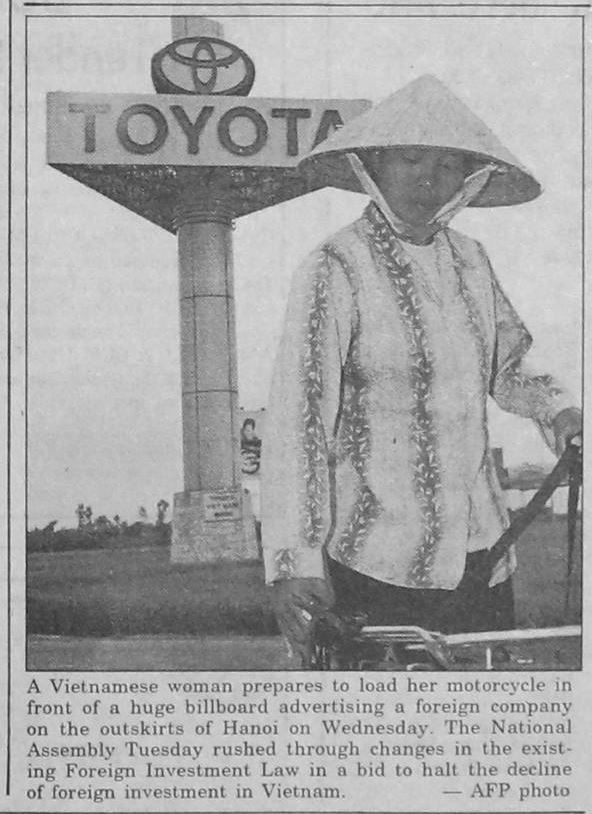 TOYOTA
A Vietnamese woman prepares to load her motorcycle in
front of a huge billboard advertising a foreign company
on the outskirts of Hanoi on Wednesday. The National
Assembly Tuesday rushed through changes in the exist-
ing Foreign Investment Law in a bid to halt the decline
of foreign investment in Vietnam. — AFP photo